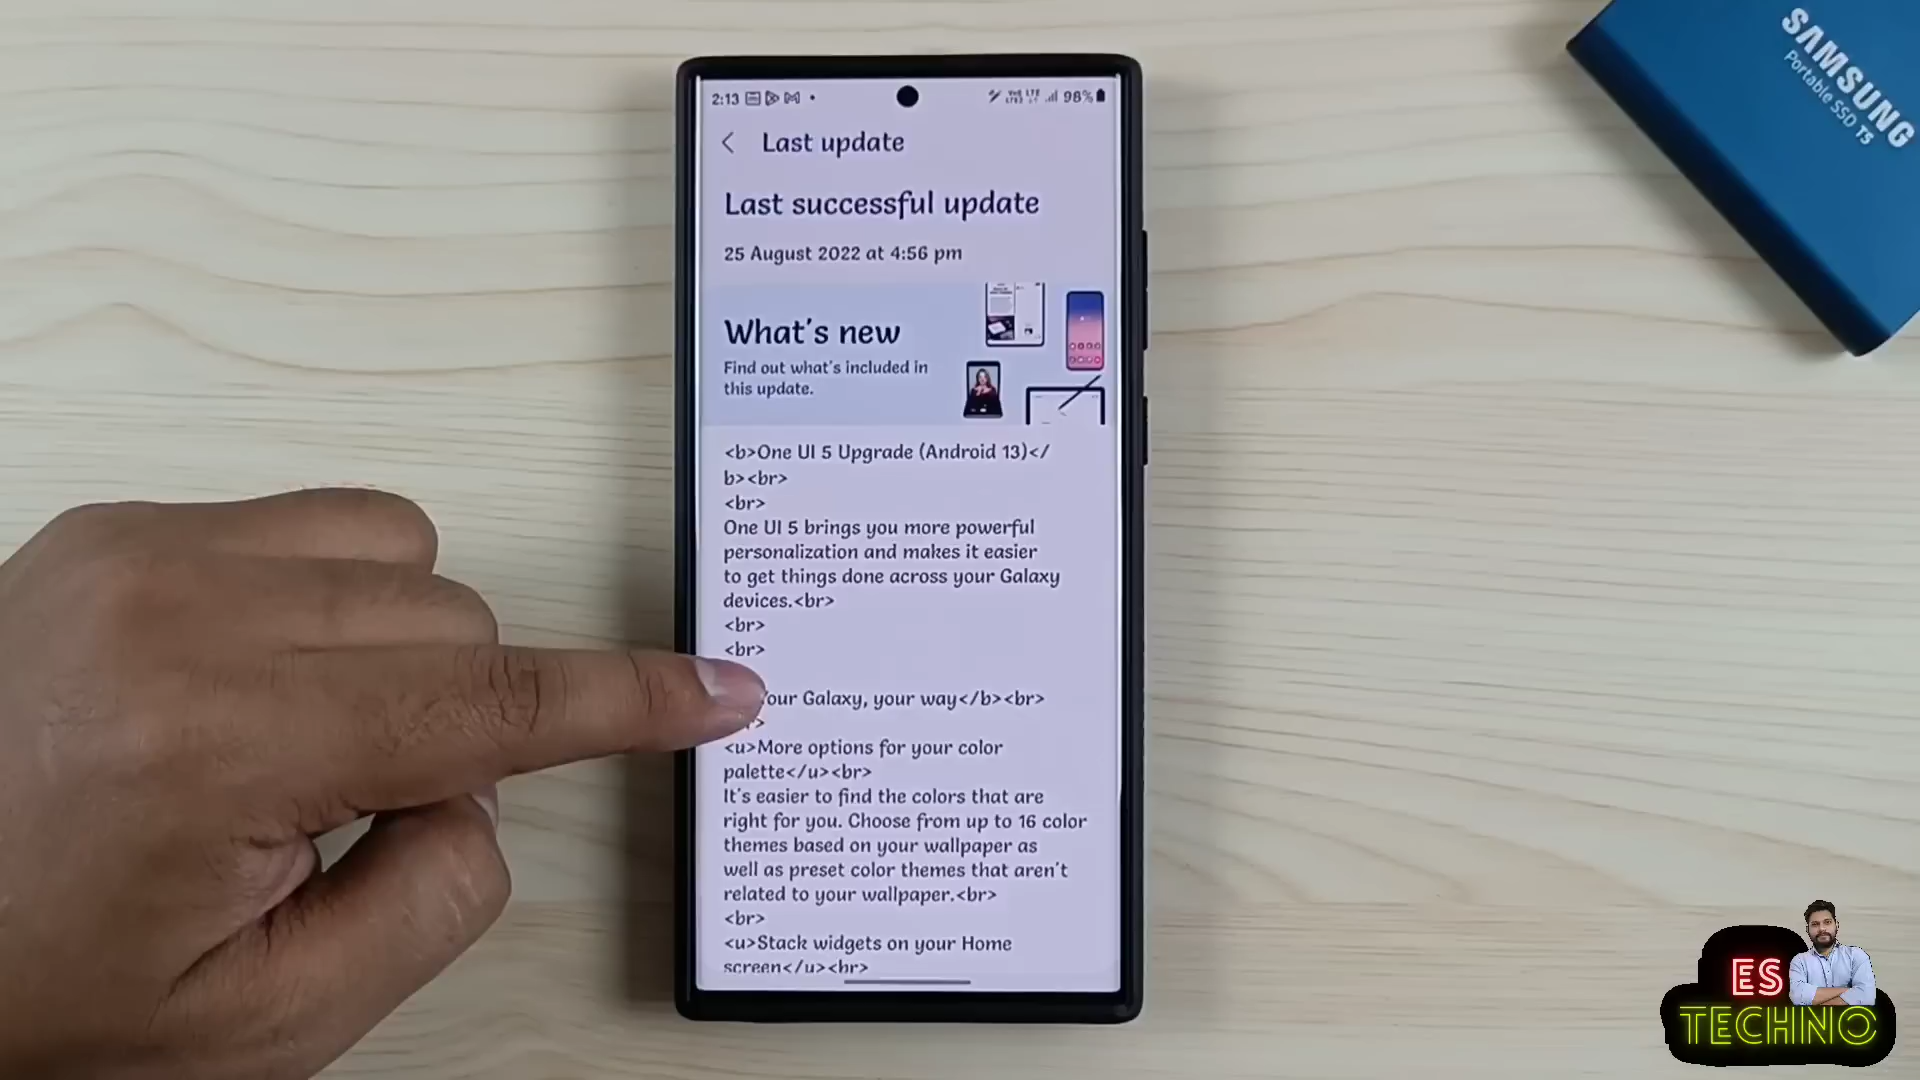 SAMSUNG
Portable SSD T5
2:13
98%
Last update
Last successful update
25 August 2022 at 4:56 pm
What's new
Find out what's included in
this update.
<b>One UI 5 Upgrade (Android 13)</
b><br>
<br>
One UI 5 brings you more powerful
personalization and makes it easier
to get things done across your Galaxy
devices.<br>
<br>
<br>
Your Galaxy, your way</b><br>
<u>More options for your color
palette</u><br>
It's easier to find the colors that are
right for you. Choose from up to 16 color
themes based on your wallpaper as
well as preset color themes that aren't
related to your wallpaper.<br>
<br>
<u>Stack widgets on your Home
screen</u><br>
ES
TECHNO